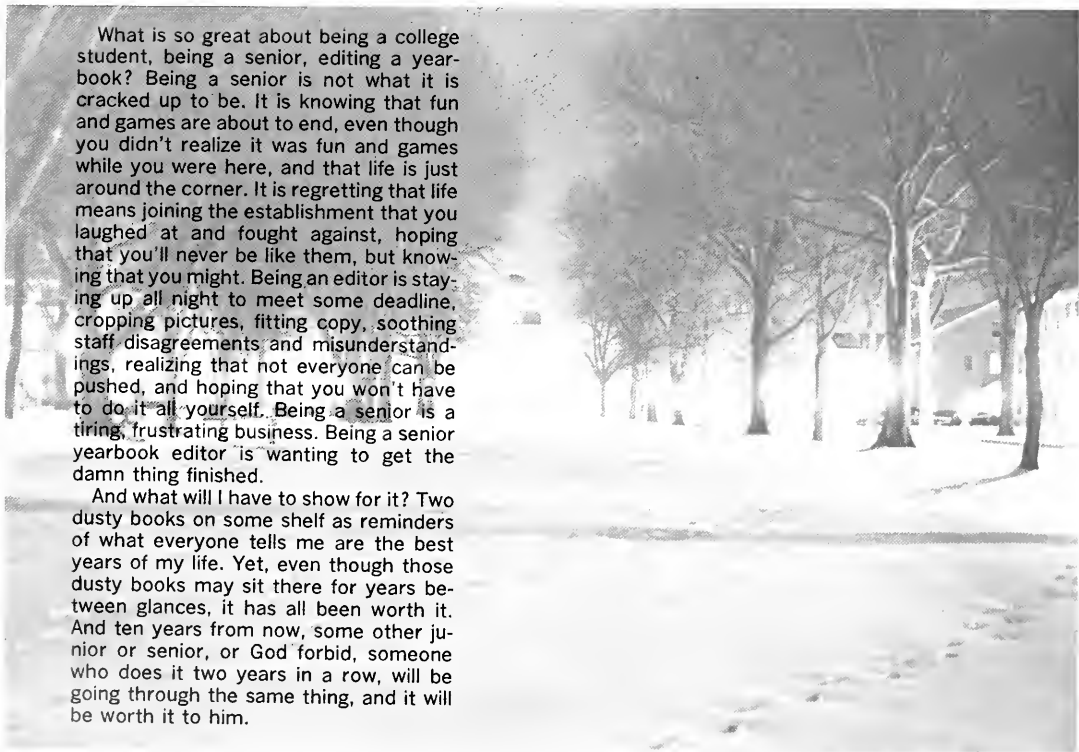 What is so great about being a college
student, being a senior, editing a year-
book? Being a senior is not what it is
cracked up to be. It is knowing that fun
and games are about to end, even though
you didn't realize it was fun and games
while you were here, and that life is just
around the corner. It is regretting that life
means joining the establishment that you
laughed at and fought against, hoping
that you'll never be like them, but know-
ing that you might. Being an editor is stay-
ing up all night to meet some deadline,
cropping pictures, fitting copy, soothing
staff disagreements and misunderstand-
ings, realizing that not everyone can be
pushed, and hoping that you won't have
to do it all yourself. Being a senior is a
tiring, frustrating business. Being a senior
yearbook editor is wanting to get the
damn thing finished.
And what will I have to show for it? Two
dusty books on some shelf as reminders
of what everyone tells me are the best
years of my life. Yet, even though those
dusty books may sit there for years be-
tween glances, it has all been worth it.
And ten years from now, some other ju-
nior or senior, or God forbid, someone
who does it two years in a row, will be
going through the same thing, and it will
be worth it to him.